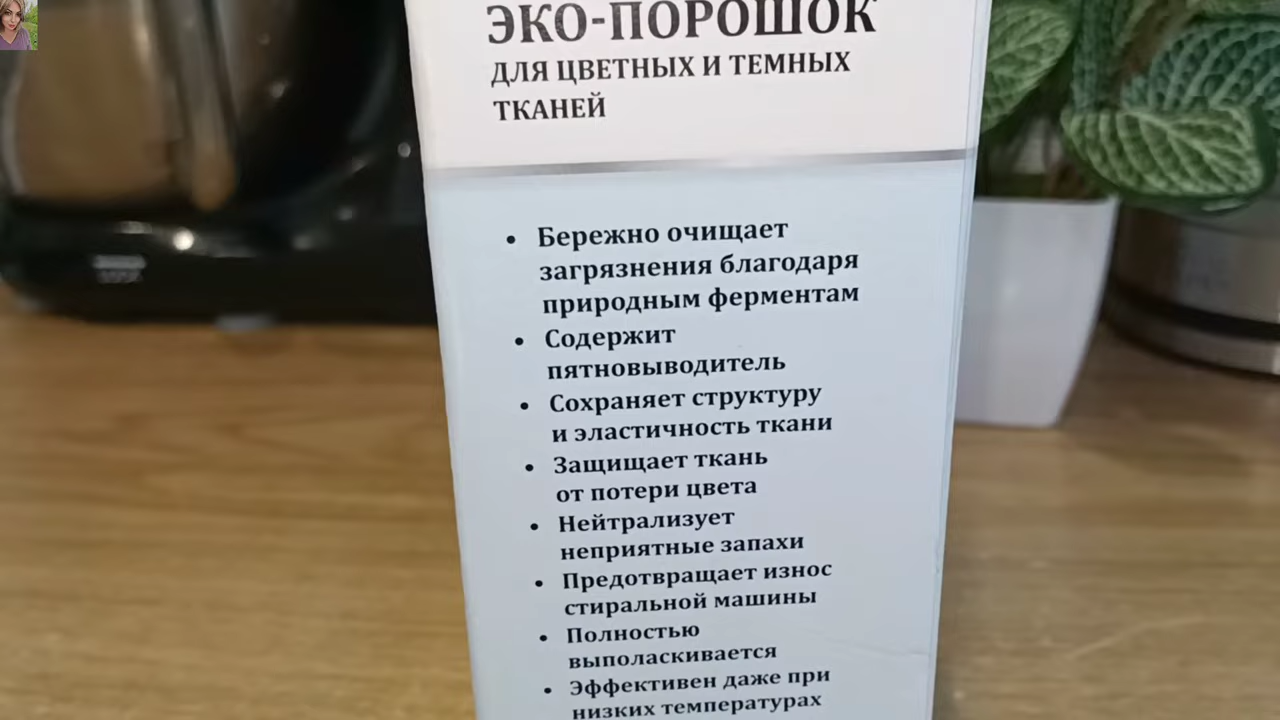 ЭКО-ПОРОШОК
ДЛЯ ЦВЕТНЫХ И ТЕМНЫХ
ТКАНЕЙ
• Бережно очищает
загрязнения благодаря
природным ферментам
• Содержит
пятновыводитель
• Сохраняет структуру
и эластичность ткани
• Защищает ткань
от потери цвета
• Нейтрализует
неприятные запахи
• Предотвращает износ
стиральной машины
• Полностью
выполаскивается
• Эффективен даже при
низких температурах